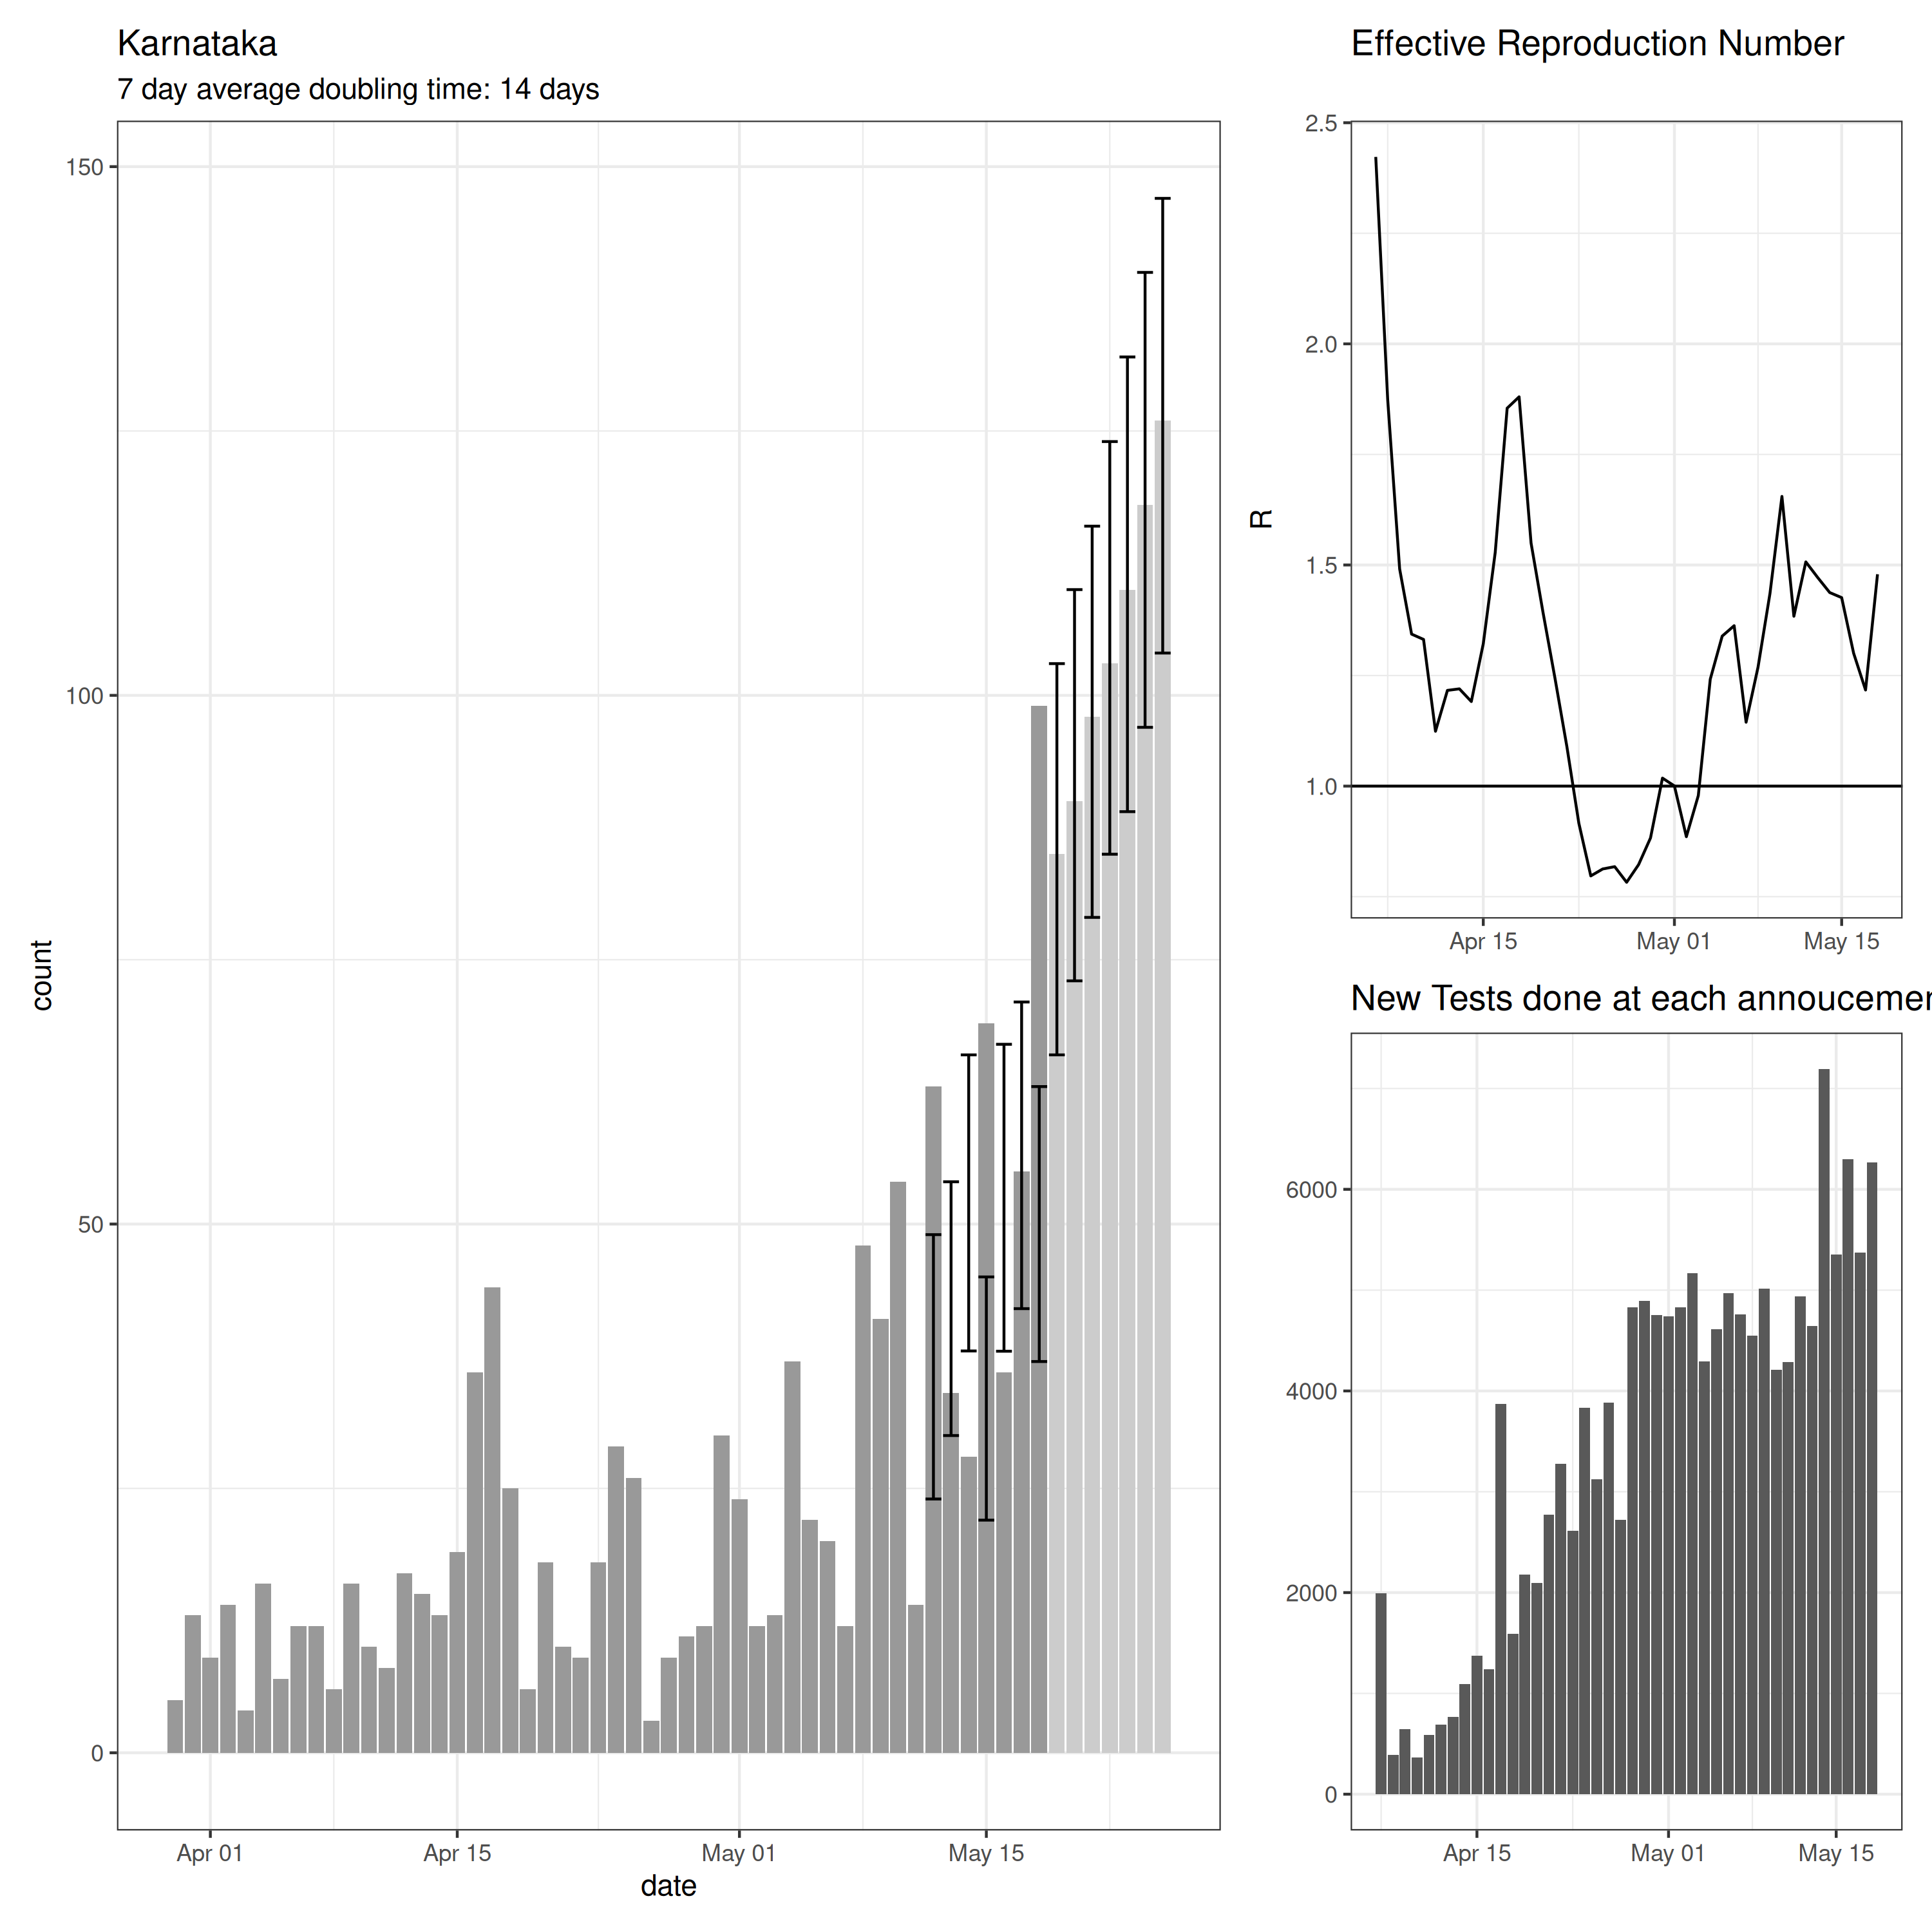 Karnataka
7 day average doubling time: 14 days
150
100
50
0
count
Apr 01
Apr 15
May 01
May 15
date
Effective Reproduction Number
2.5
2.0
1.5
1.0
R
Apr 15
May 01
May 15
New Tests done at each annoucemen
6000
4000
2000
0
Apr 15
May 01
May 15